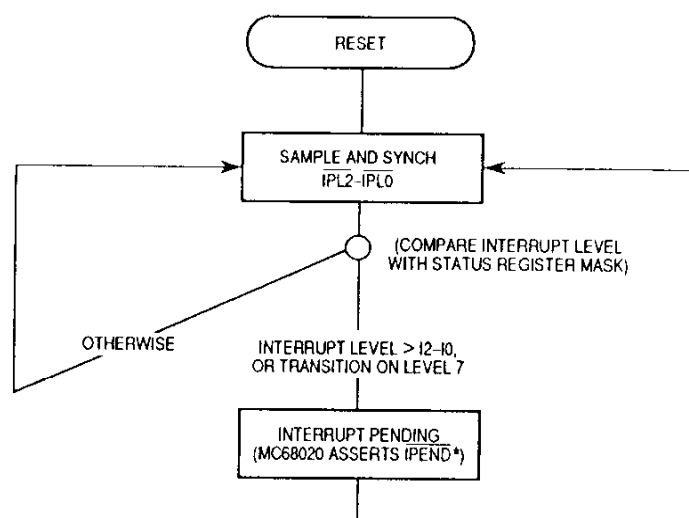 RESET
SAMPLE AND SYNCH
IPL2-IPL0
(COMPARE INTERRUPT LEVEL
WITH STATUS REGISTER MASK)
OTHERWISE
INTERRUPT LEVEL > I2–I0,
OR TRANSITION ON LEVEL 7
INTERRUPT PENDING
(MC68020 ASSERTS IPEND*)